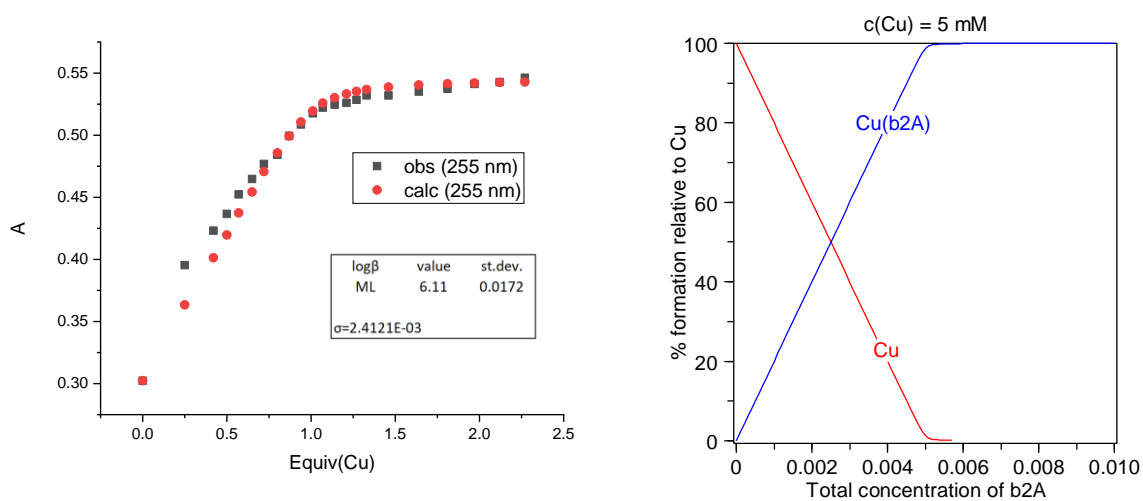 0.55
0.50
0.45
0.40
0.35
0.30
A
0.0 0.5 1.0 1.5 2.0 2.5
Equiv(Cu)
obs (255 nm)
calc (255 nm)
logβ value st.dev.
ML 6.11 0.0172
σ=2.4121E-03
c(Cu) = 5 mM
100
80
60
40
20
0
% formation relative to Cu
Cu(b2A)
Cu
0 0.002 0.004 0.006 0.008 0.010
Total concentration of b2A